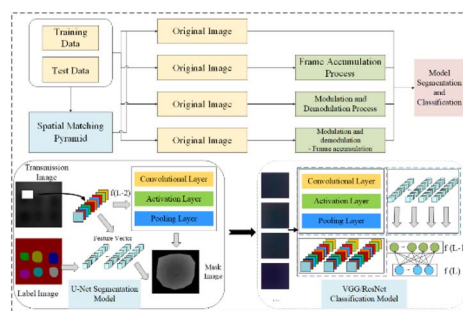 Training
Data
Test Data
Spatial Matching
Pyramid
Original Image
Original Image
Frame Accumulation
Process
Original Image
Modulation and
Demodulation Process
Original Image
Modulation and
demodulation
- Frame accumulation
Model
Segmentation
and
Classification
Transmission
Image
f(L-2)
Convolutional Layer
Activation Layer
Pooling Layer
Feature Vector
Label Image
U-Net Segmentation
Model
Mask
Image
Convolutional Layer
Activation Layer
Pooling Layer
...
f (L-1)
f (L)
VGG/ResNet
Classification Model